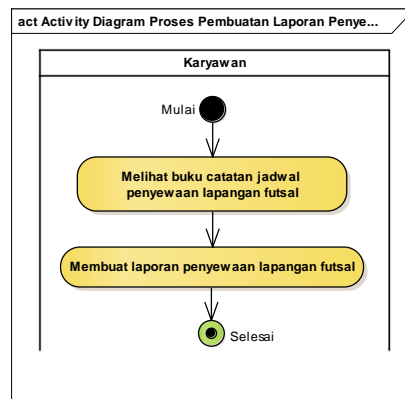 act Activity Diagram Proses Pembuatan Laporan Penye...
Karyawan
Mulai
Melihat buku catatan jadwal
penyewaan lapangan futsal
Membuat laporan penyewaan lapangan futsal
Selesai